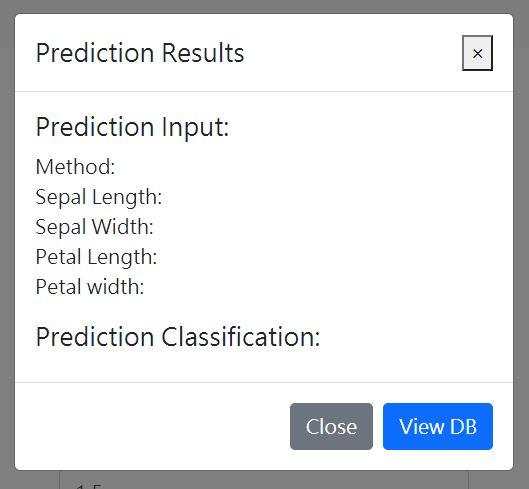 Prediction Results
×
Prediction Input:
Method:
Sepal Length:
Sepal Width:
Petal Length:
Petal width:
Prediction Classification:
Close
View DB